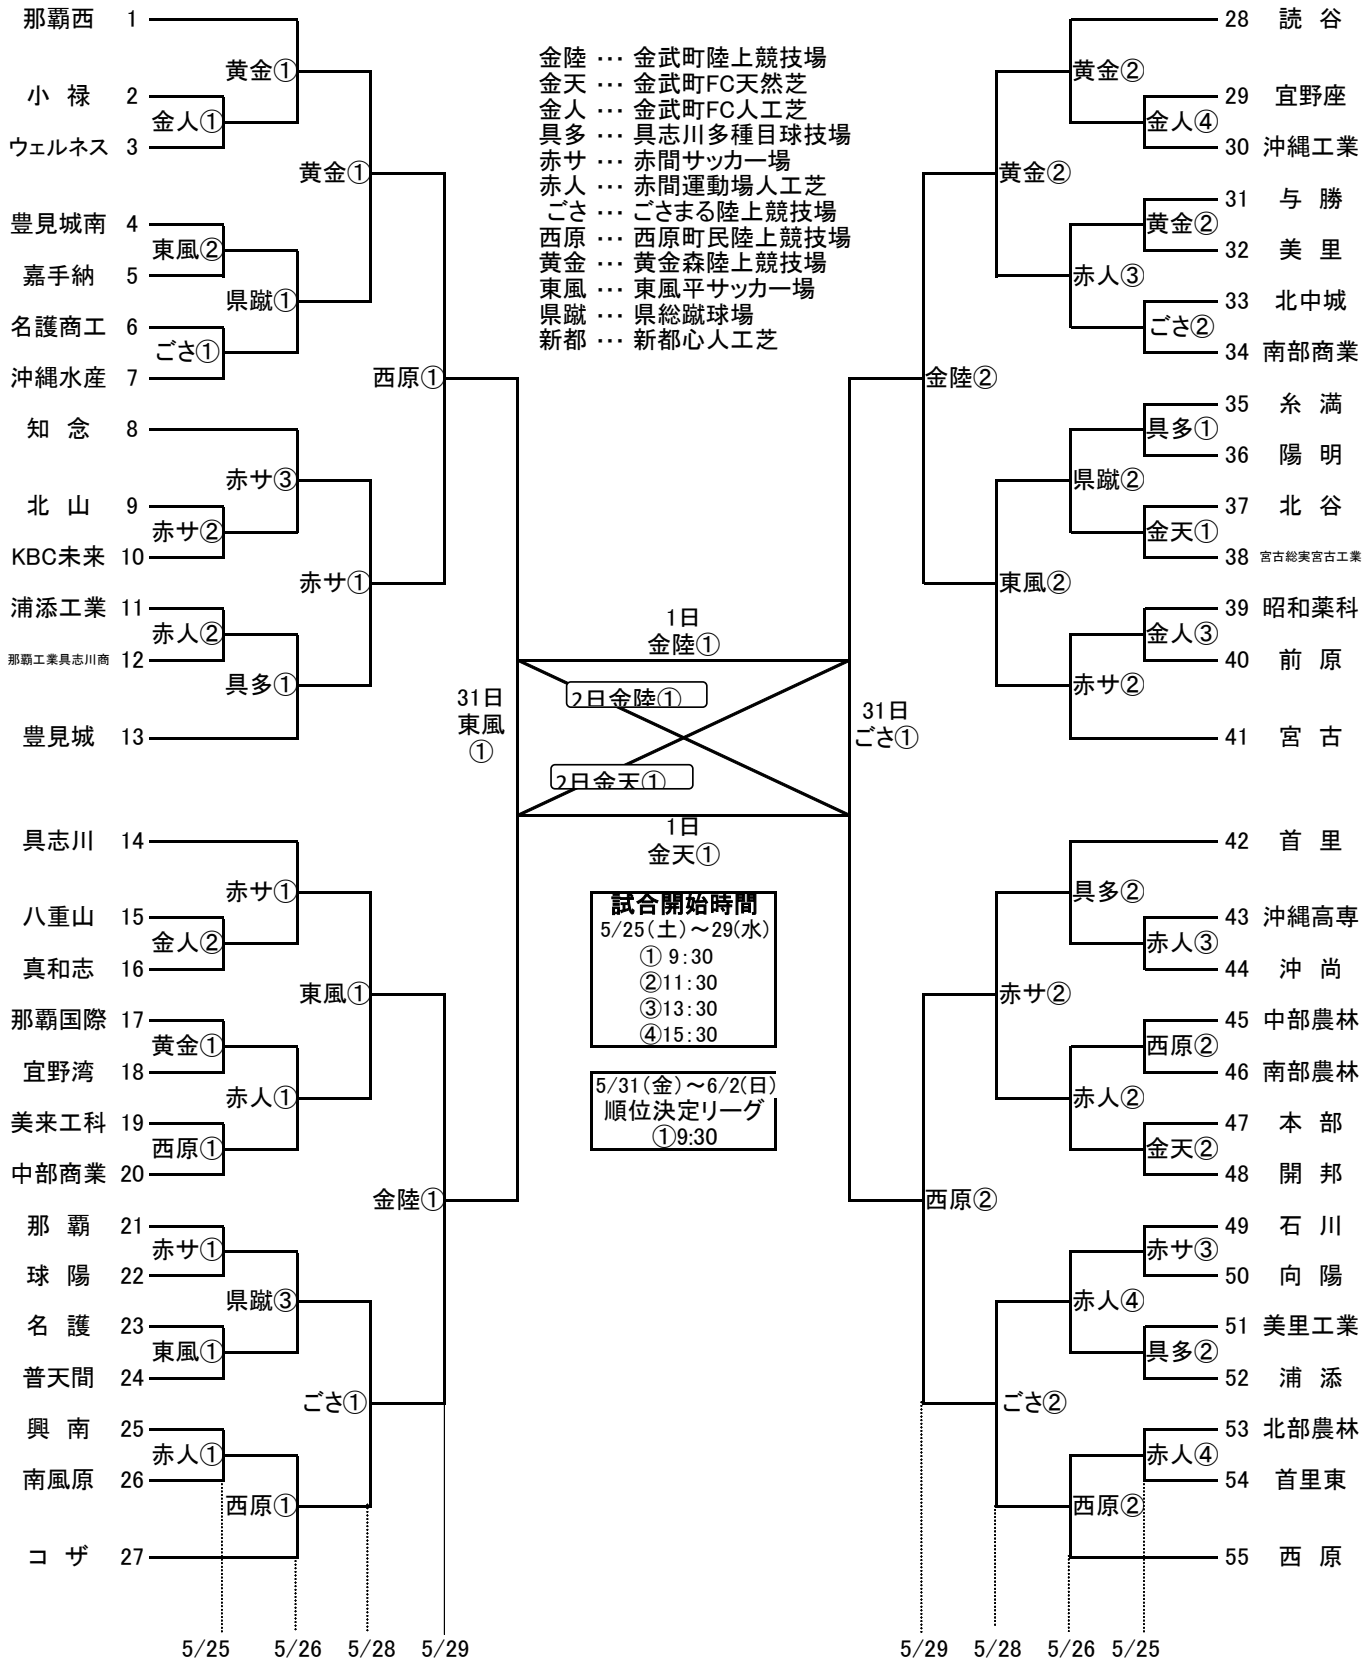 那覇西 1
黄金①
小 禄 2
金人①
ウェルネス 3
黄金①
豊見城南 4
東風②
嘉手納 5
県蹴①
名護商工 6
ごさ①
沖縄水産 7
西原①
知 念 8
赤サ③
北 山 9
赤サ②
KBC未来 10
赤サ①
浦添工業 11
赤人②
那覇工業具志川商 12
具多①
豊見城 13
31日
東風
①
具志川 14
赤サ①
八重山 15
金人②
真和志 16
東風①
那覇国際 17
黄金①
宜野湾 18
赤人①
美来工科 19
西原①
中部商業 20
金陸①
那 覇 21
赤サ①
球 陽 22
県蹴③
名 護 23
東風①
普天間 24
ごさ①
興 南 25
赤人①
南風原 26
西原①
コ ザ 27
5/25 5/26 5/28 5/29
金陸 … 金武町陸上競技場
金天 … 金武町FC天然芝
金人 … 金武町FC人工芝
具多 … 具志川多種目球技場
赤サ … 赤間サッカー場
赤人 … 赤間運動場人工芝
ごさ … ごさまる陸上競技場
西原 … 西原町民陸上競技場
黄金 … 黄金森陸上競技場
東風 … 東風平サッカー場
県蹴 … 県総蹴球場
新都 … 新都心人工芝
1日
金陸①
2日金陸①
2日金天①
1日
金天①
試合開始時間
5/25(土)～29(水)
① 9:30
②11:30
③13:30
④15:30
5/31(金)～6/2(日)
順位決定リーグ
①9:30
28 読 谷
黄金②
29 宜野座
金人④
30 沖縄工業
黄金②
31 与 勝
黄金②
32 美 里
赤人③
33 北中城
ごさ②
34 南部商業
金陸②
35 糸 満
具多①
36 陽 明
県蹴②
37 北 谷
金天①
38 宮古総実宮古工業
東風②
39 昭和薬科
金人③
40 前 原
赤サ②
41 宮 古
31日
ごさ①
42 首 里
具多②
43 沖縄高専
赤人③
44 沖 尚
赤サ②
45 中部農林
西原②
46 南部農林
赤人②
47 本 部
金天②
48 開 邦
西原②
49 石 川
赤サ③
50 向 陽
赤人④
51 美里工業
具多②
52 浦 添
ごさ②
53 北部農林
赤人④
54 首里東
西原②
55 西 原
5/29 5/28 5/26 5/25